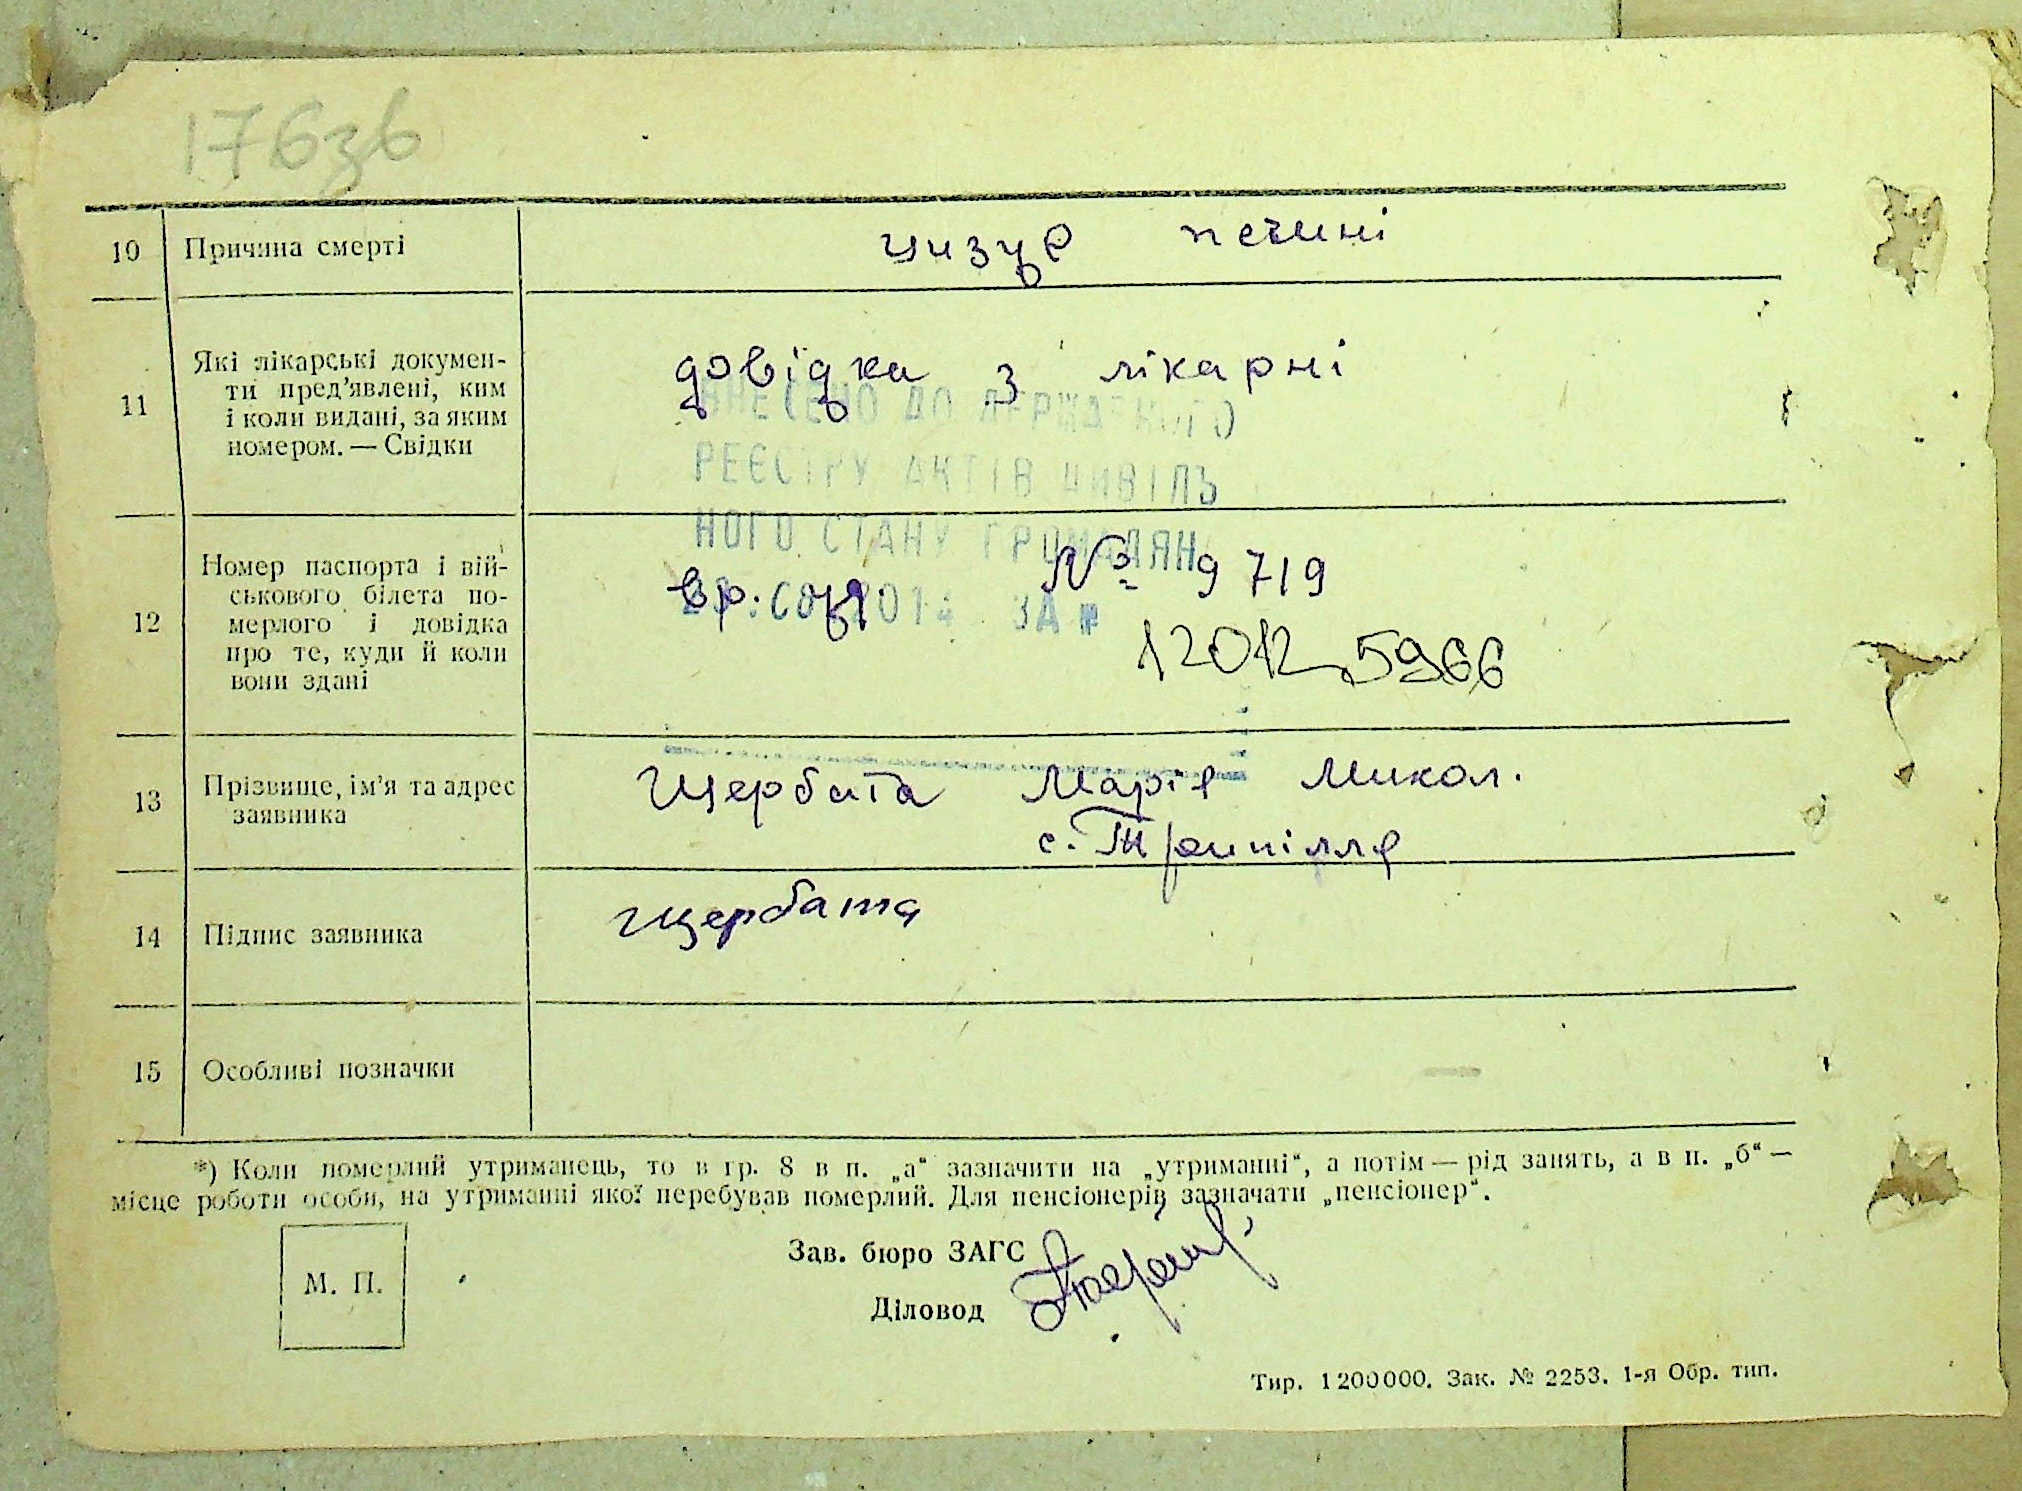 176зв
10 Причина смерті печині
11 Які лікарські докумен-
ти пред’явлені, ким
і коли видані, за яким
номером. — Свідки
довідка з лікарні
ВНЕСЕНО ДО ДЕРЖАВНОГО
РЕЄСТРУ АКТІВ ЦИВІЛЬ
НОГО СТАНУ ГРОМАДЯН
ЗА №
12 Номер паспорта і вій-
ськового білета по-
мерлого і довідка
про те, куди й коли
вони здані
№ 9719
12012 5966
13 Прізвище, ім’я та адрес
заявника
Щербата Марія Микол.
с. Трипілля
14 Підпис заявника Щербата
15 Особливі позначки
*) Коли померлий утриманець, то в гр. 8 в п. „а“ зазначити на „утриманні“, а потім — рід занять, а в п. „б“ —
місце роботи особи, на утриманні якої перебував померлий. Для пенсіонерів зазначати „пенсіонер“.
М. П.
Зав. бюро ЗАГС
Діловод
Тир. 1200000. Зак. № 2253. 1-я Обр. тип.